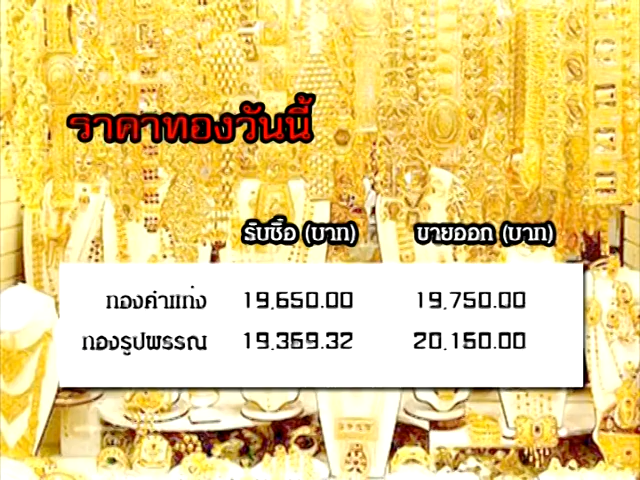 ราคาทองวันนี้
รับซื้อ (บาท) ขายออก (บาท)
ทองคำแท่ง 19,650.00 19,750.00
ทองรูปพรรณ 19,369.32 20,150.00